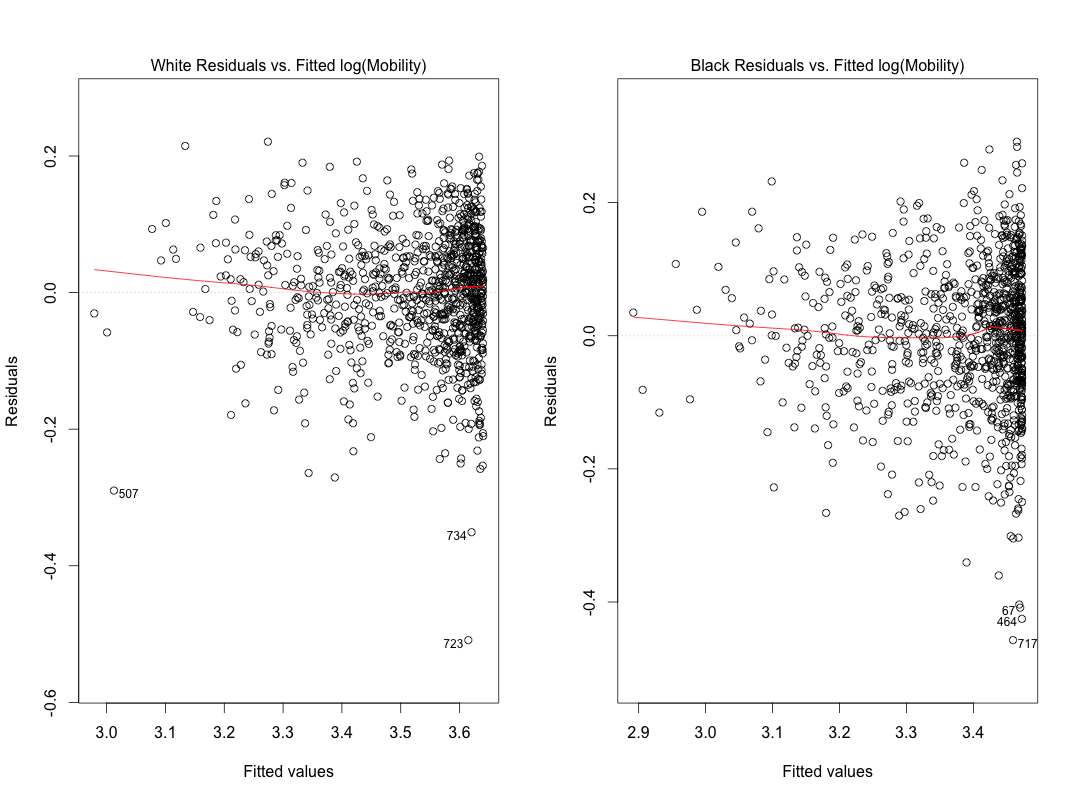 White Residuals vs. Fitted log(Mobility)
Residuals
0.2
0.0
-0.2
-0.4
-0.6
507
734
723
3.0 3.1 3.2 3.3 3.4 3.5 3.6
Fitted values
Black Residuals vs. Fitted log(Mobility)
Residuals
0.2
0.0
-0.2
-0.4
67
464
717
2.9 3.0 3.1 3.2 3.3 3.4
Fitted values